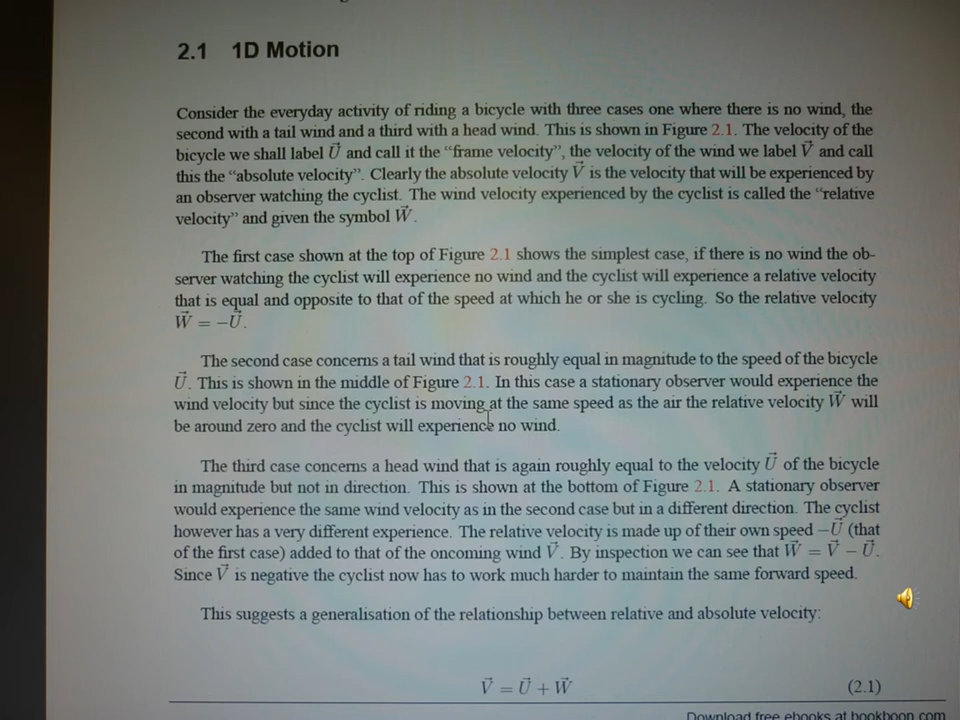 2.1 1D Motion
Consider the everyday activity of riding a bicycle with three cases one where there is no wind, the
second with a tail wind and a third with a head wind. This is shown in Figure 2.1. The velocity of the
bicycle we shall label U⃗ and call it the “frame velocity”, the velocity of the wind we label V⃗ and call
this the “absolute velocity”. Clearly the absolute velocity V⃗ is the velocity that will be experienced by
an observer watching the cyclist. The wind velocity experienced by the cyclist is called the “relative
velocity” and given the symbol W⃗.
The first case shown at the top of Figure 2.1 shows the simplest case, if there is no wind the ob-
server watching the cyclist will experience no wind and the cyclist will experience a relative velocity
that is equal and opposite to that of the speed at which he or she is cycling. So the relative velocity
W⃗ = −U⃗.
The second case concerns a tail wind that is roughly equal in magnitude to the speed of the bicycle
U⃗. This is shown in the middle of Figure 2.1. In this case a stationary observer would experience the
wind velocity but since the cyclist is moving at the same speed as the air the relative velocity W⃗ will
be around zero and the cyclist will experience no wind.
The third case concerns a head wind that is again roughly equal to the velocity U⃗ of the bicycle
in magnitude but not in direction. This is shown at the bottom of Figure 2.1. A stationary observer
would experience the same wind velocity as in the second case but in a different direction. The cyclist
however has a very different experience. The relative velocity is made up of their own speed −U⃗ (that
of the first case) added to that of the oncoming wind V⃗. By inspection we can see that W⃗ = V⃗ − U⃗.
Since V⃗ is negative the cyclist now has to work much harder to maintain the same forward speed.
This suggests a generalisation of the relationship between relative and absolute velocity:
V⃗ = U⃗ + W⃗ (2.1)
Download free ebooks at bookboon.com